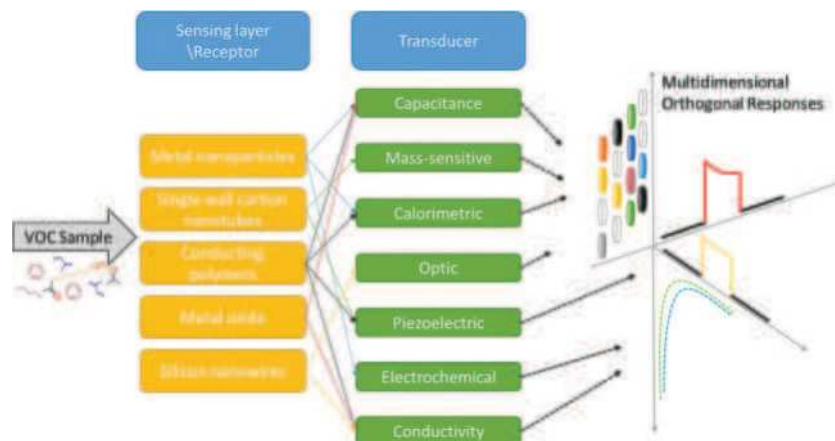 Sensing layer
\Receptor
Transducer
Capacitance
Multidimensional
Orthogonal Responses
Metal nanoparticles
Mass-sensitive
Single-wall carbon
nanotubes
Calorimetric
VOC Sample
Conducting
polymers
Optic
Metal oxide
Piezoelectric
Silicon nanowires
Electrochemical
Conductivity